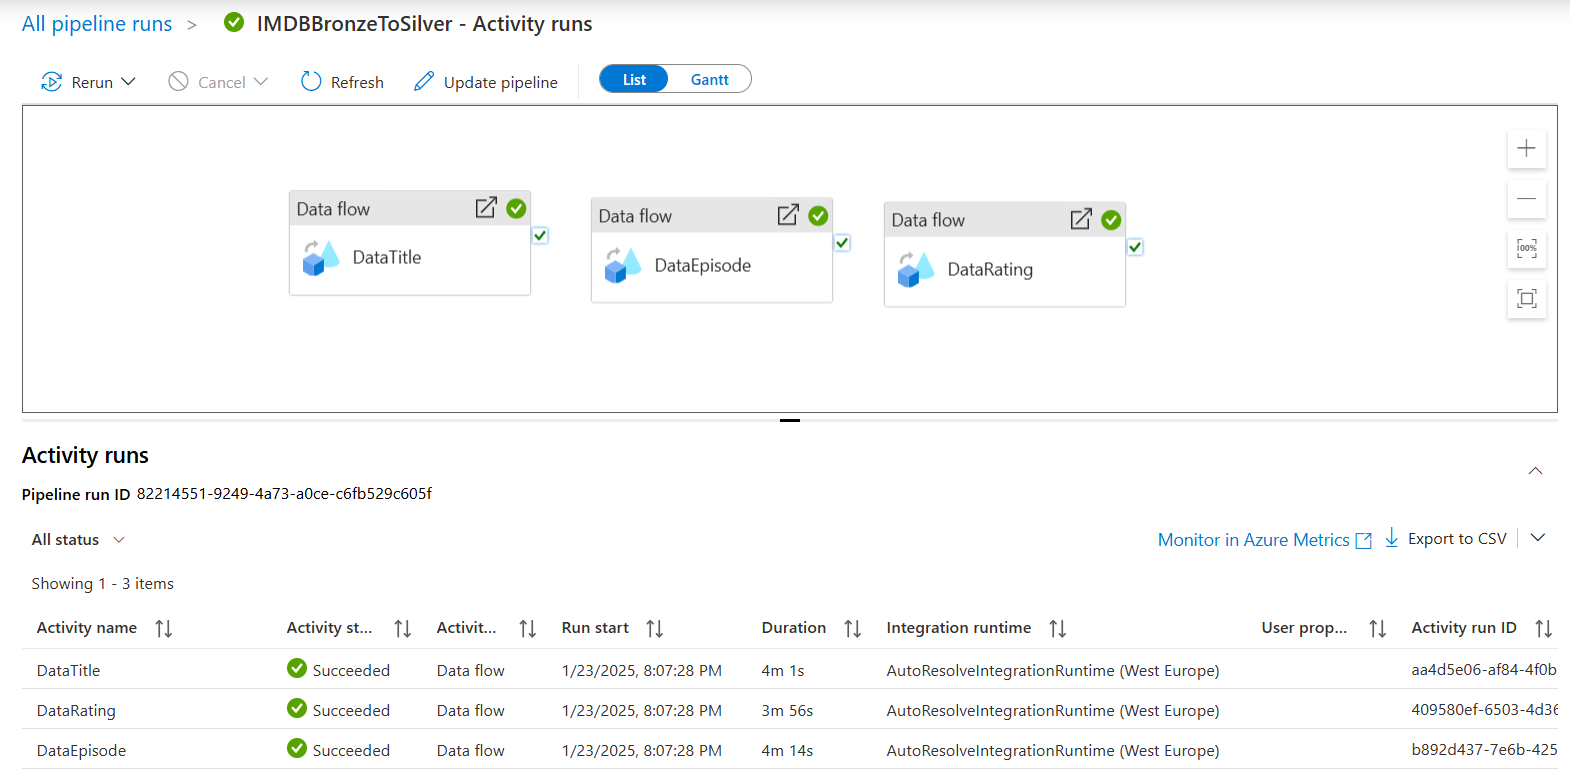 All pipeline runs > IMDBBronzeToSilver - Activity runs
Rerun Cancel Refresh Update pipeline List Gantt
Data flow
DataTitle
Data flow
DataEpisode
Data flow
DataRating
100%
Activity runs
Pipeline run ID 82214551-9249-4a73-a0ce-c6fb529c605f
All status Monitor in Azure Metrics Export to CSV
Showing 1 - 3 items
Activity name Activity st... Activit... Run start Duration Integration runtime User prop... Activity run ID
DataTitle Succeeded Data flow 1/23/2025, 8:07:28 PM 4m 1s AutoResolveIntegrationRuntime (West Europe) aa4d5e06-af84-4f0b
DataRating Succeeded Data flow 1/23/2025, 8:07:28 PM 3m 56s AutoResolveIntegrationRuntime (West Europe) 409580ef-6503-4d36
DataEpisode Succeeded Data flow 1/23/2025, 8:07:28 PM 4m 14s AutoResolveIntegrationRuntime (West Europe) b892d437-7e6b-425